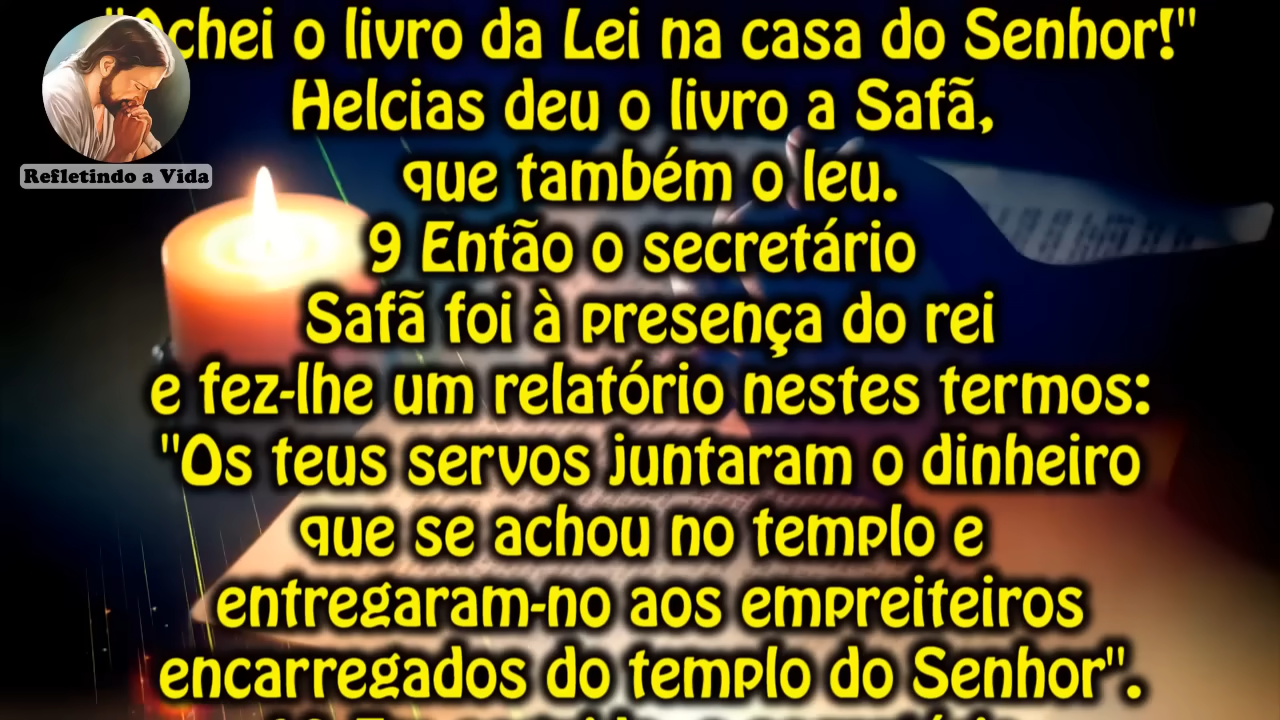 "Achei o livro da Lei na casa do Senhor!"
Helcias deu o livro a Safã,
que também o leu.
Refletindo a Vida
9 Então o secretário
Safã foi à presença do rei
e fez-lhe um relatório nestes termos:
"Os teus servos juntaram o dinheiro
que se achou no templo e
entregaram-no aos empreiteiros
encarregados do templo do Senhor".